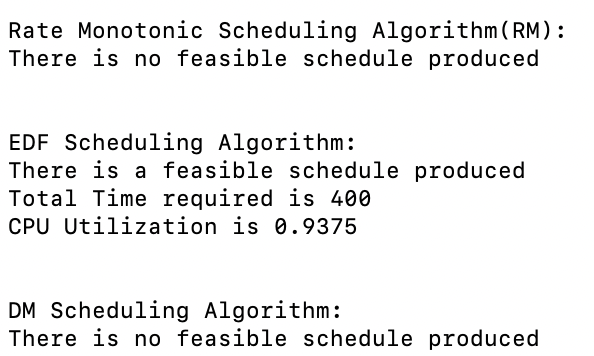 Rate Monotonic Scheduling Algorithm(RM):
There is no feasible schedule produced
EDF Scheduling Algorithm:
There is a feasible schedule produced
Total Time required is 400
CPU Utilization is 0.9375
DM Scheduling Algorithm:
There is no feasible schedule produced